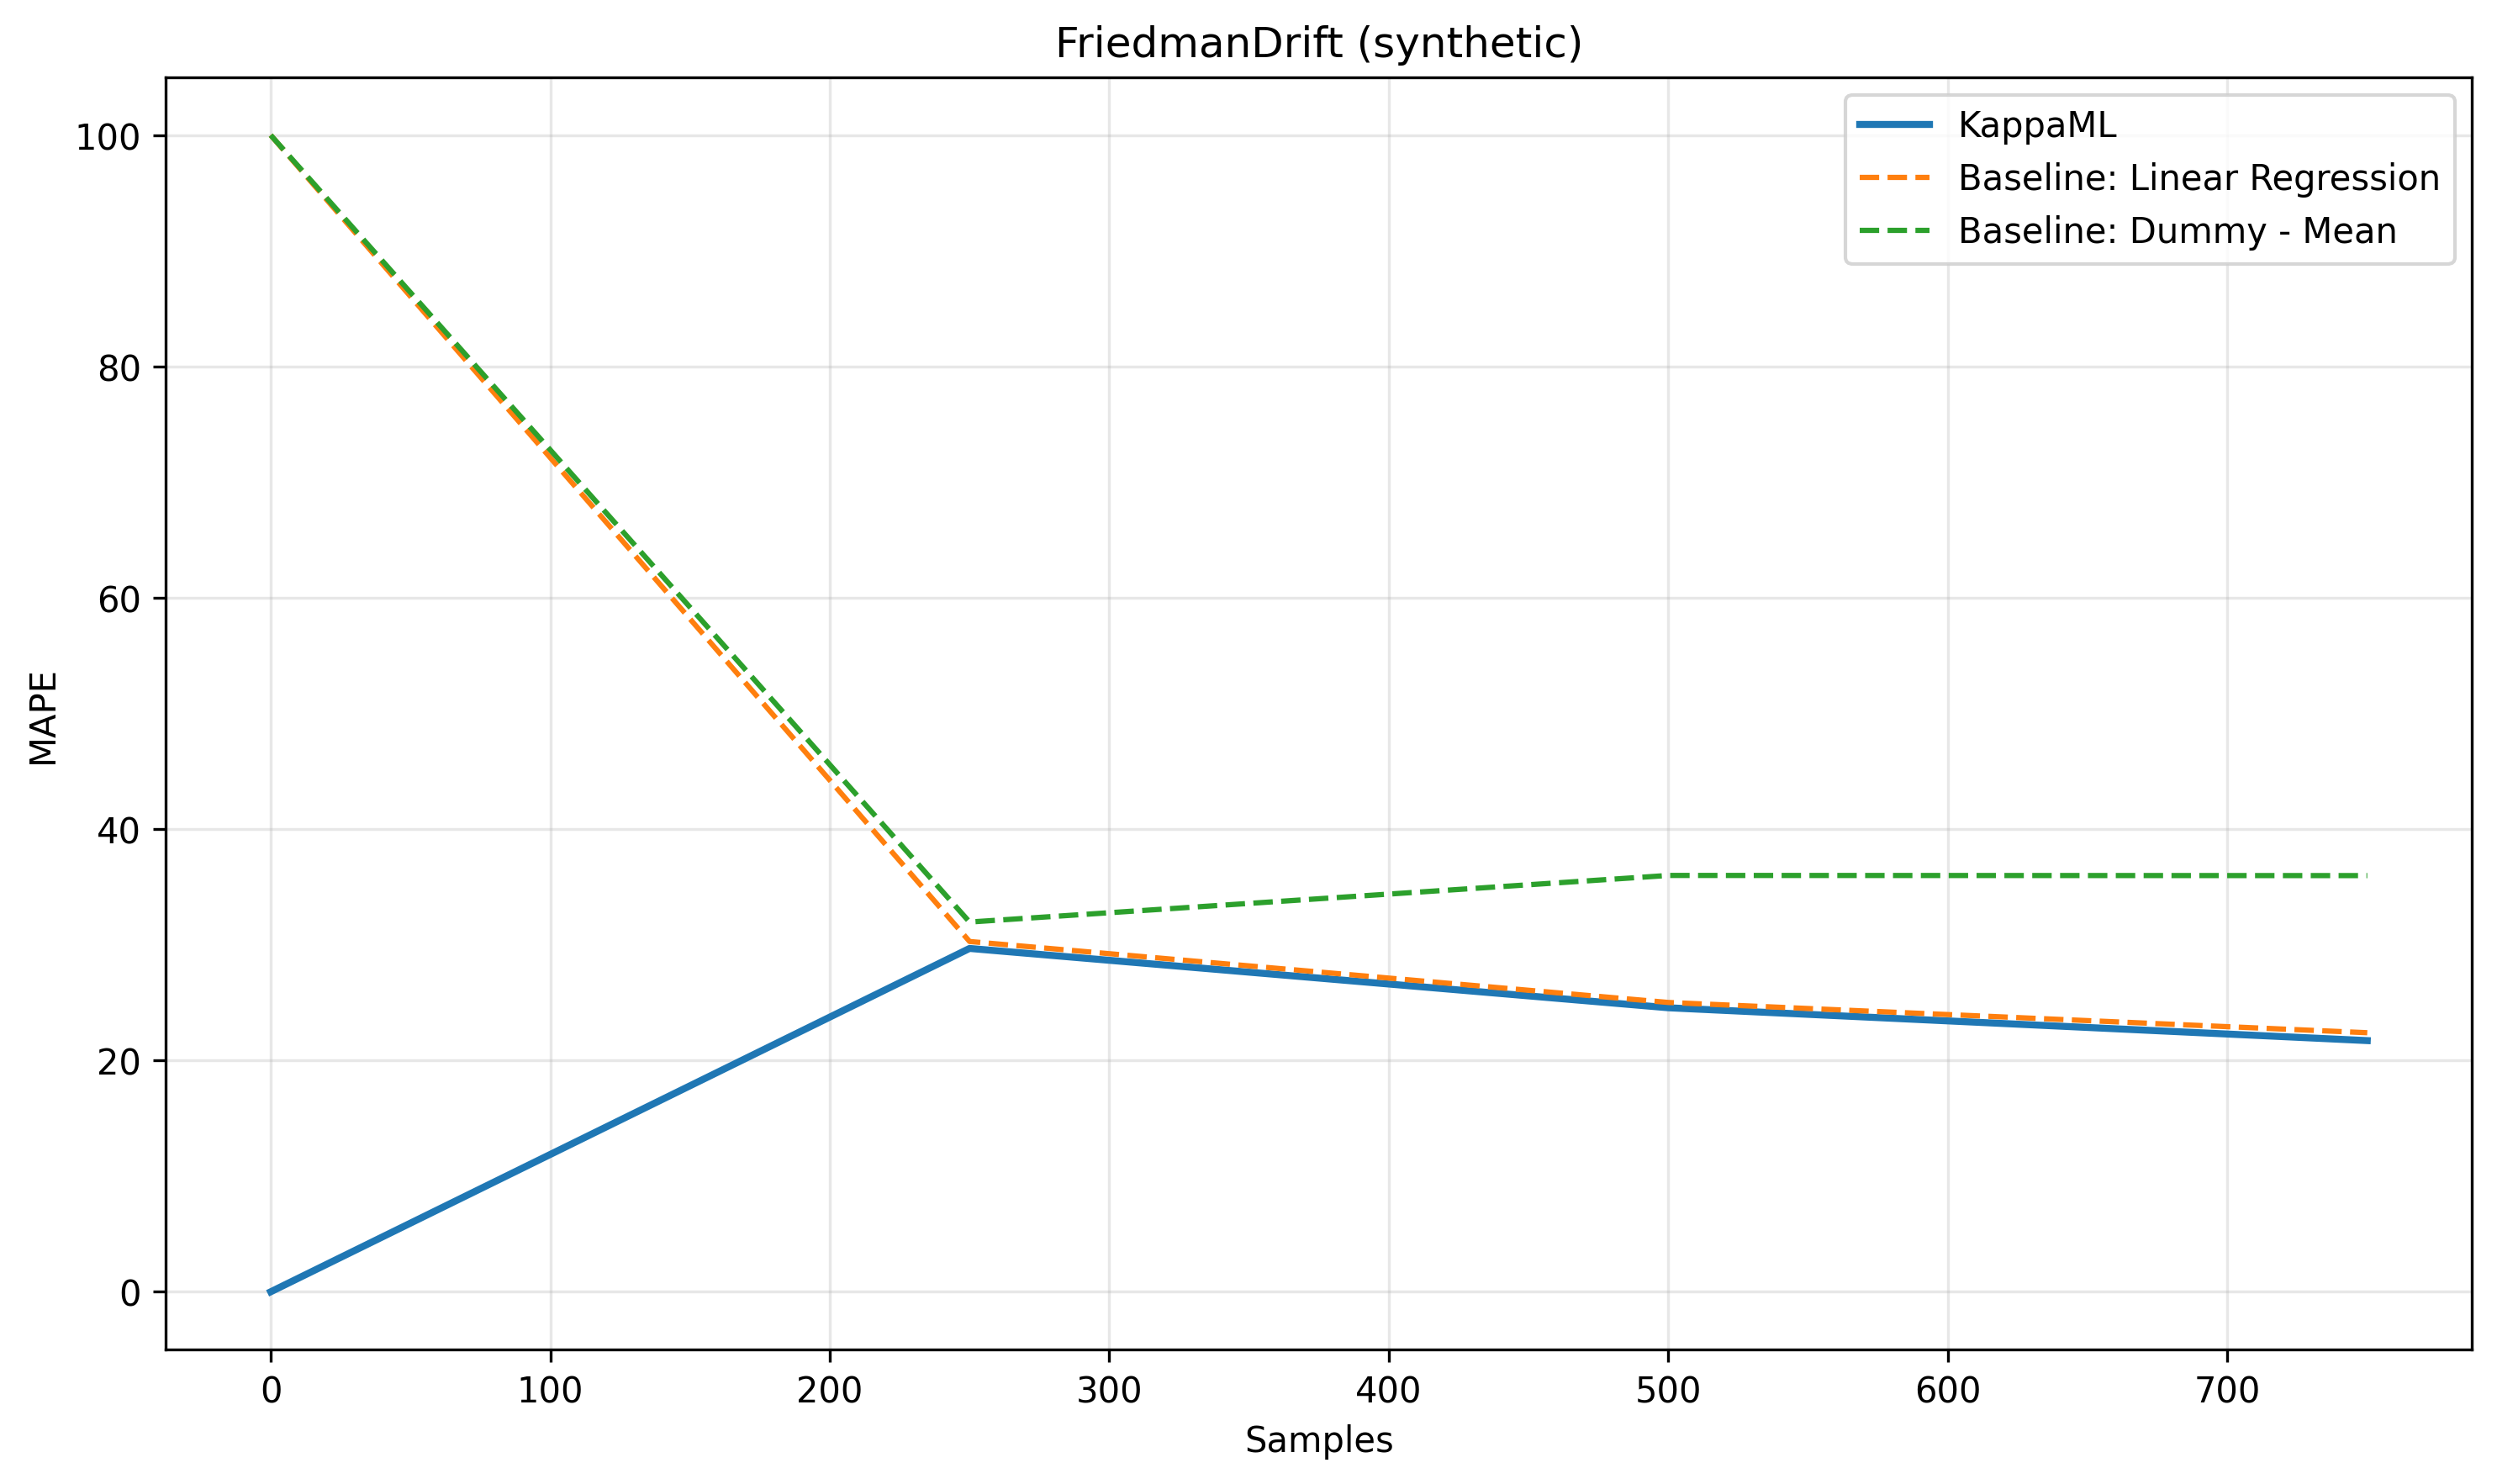 FriedmanDrift (synthetic)
KappaML
Baseline: Linear Regression
Baseline: Dummy - Mean
MAPE
100
80
60
40
20
0
0 100 200 300 400 500 600 700
Samples